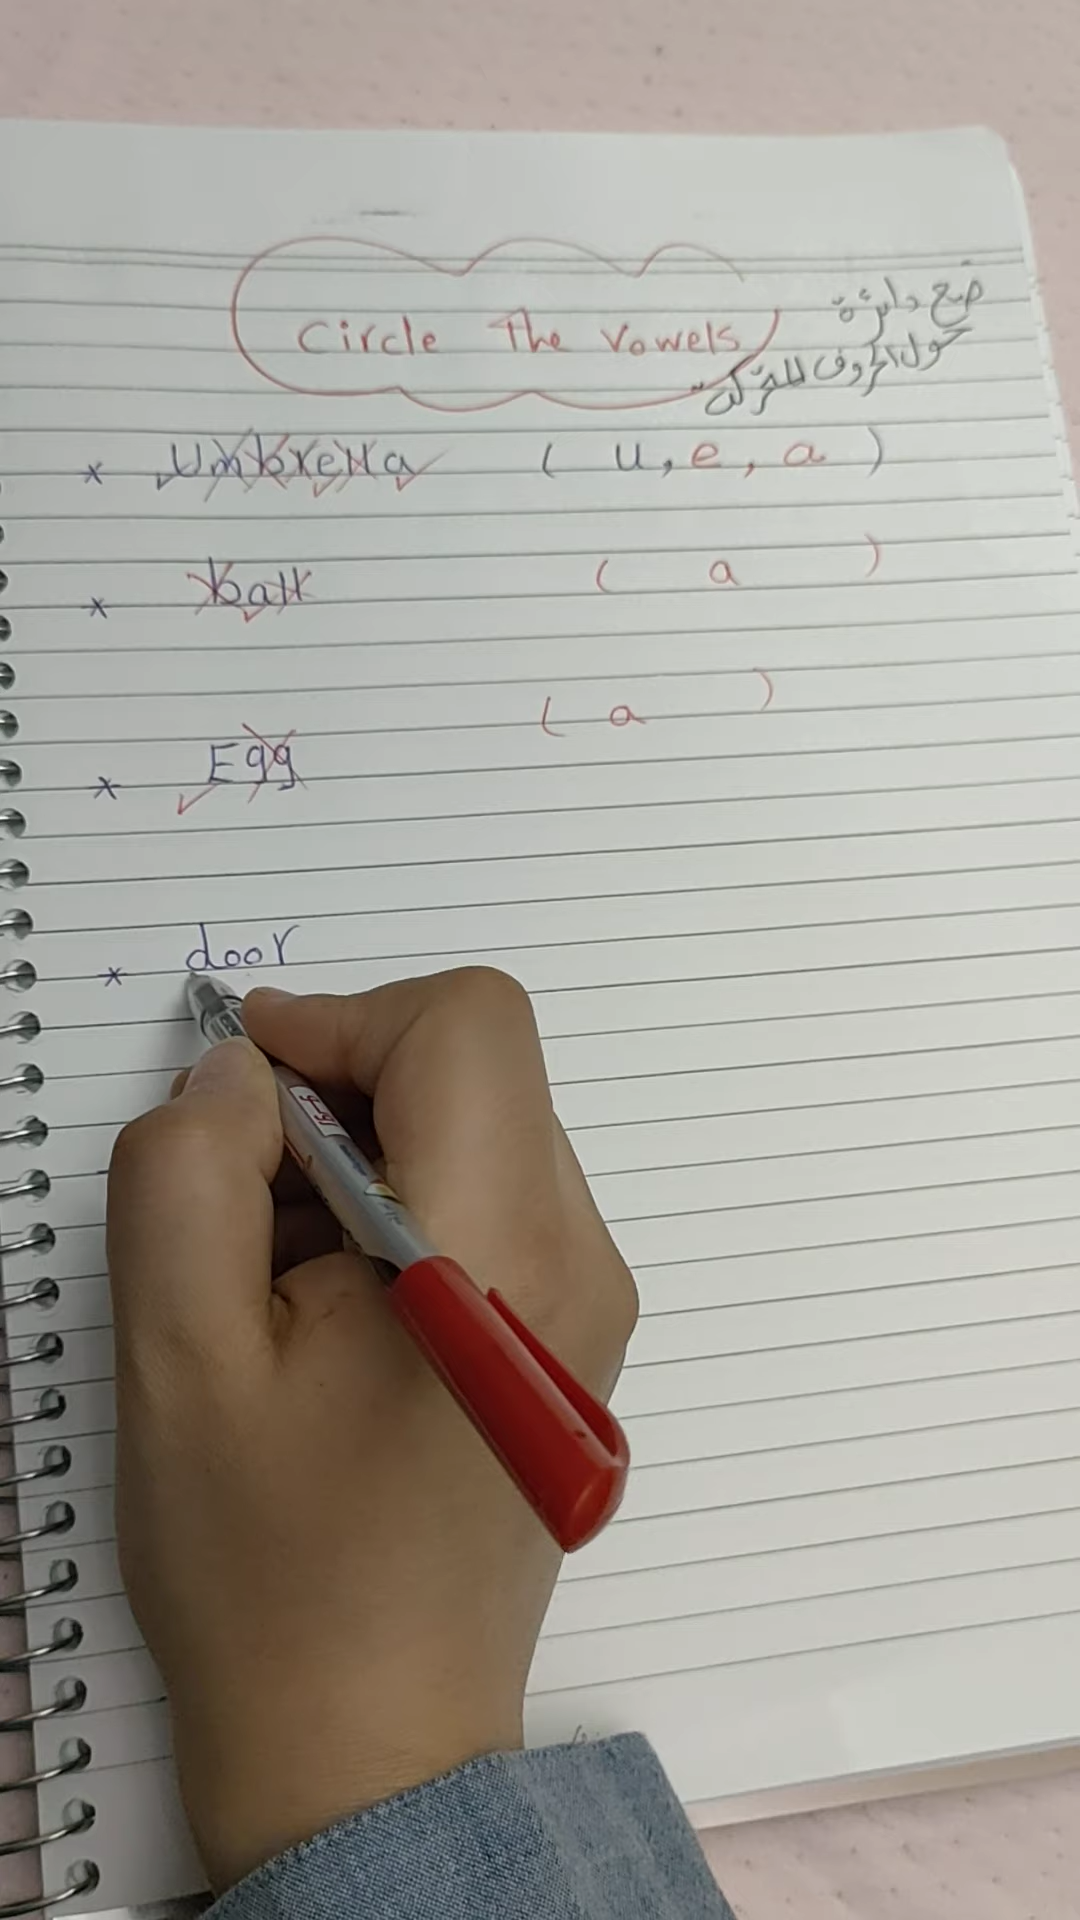 Circle The Vowels
ضع دائرة
حول الحروف المتحركة
* Umbrella ( u, e, a )
* ball ( a )
( a )
* Egg
* door